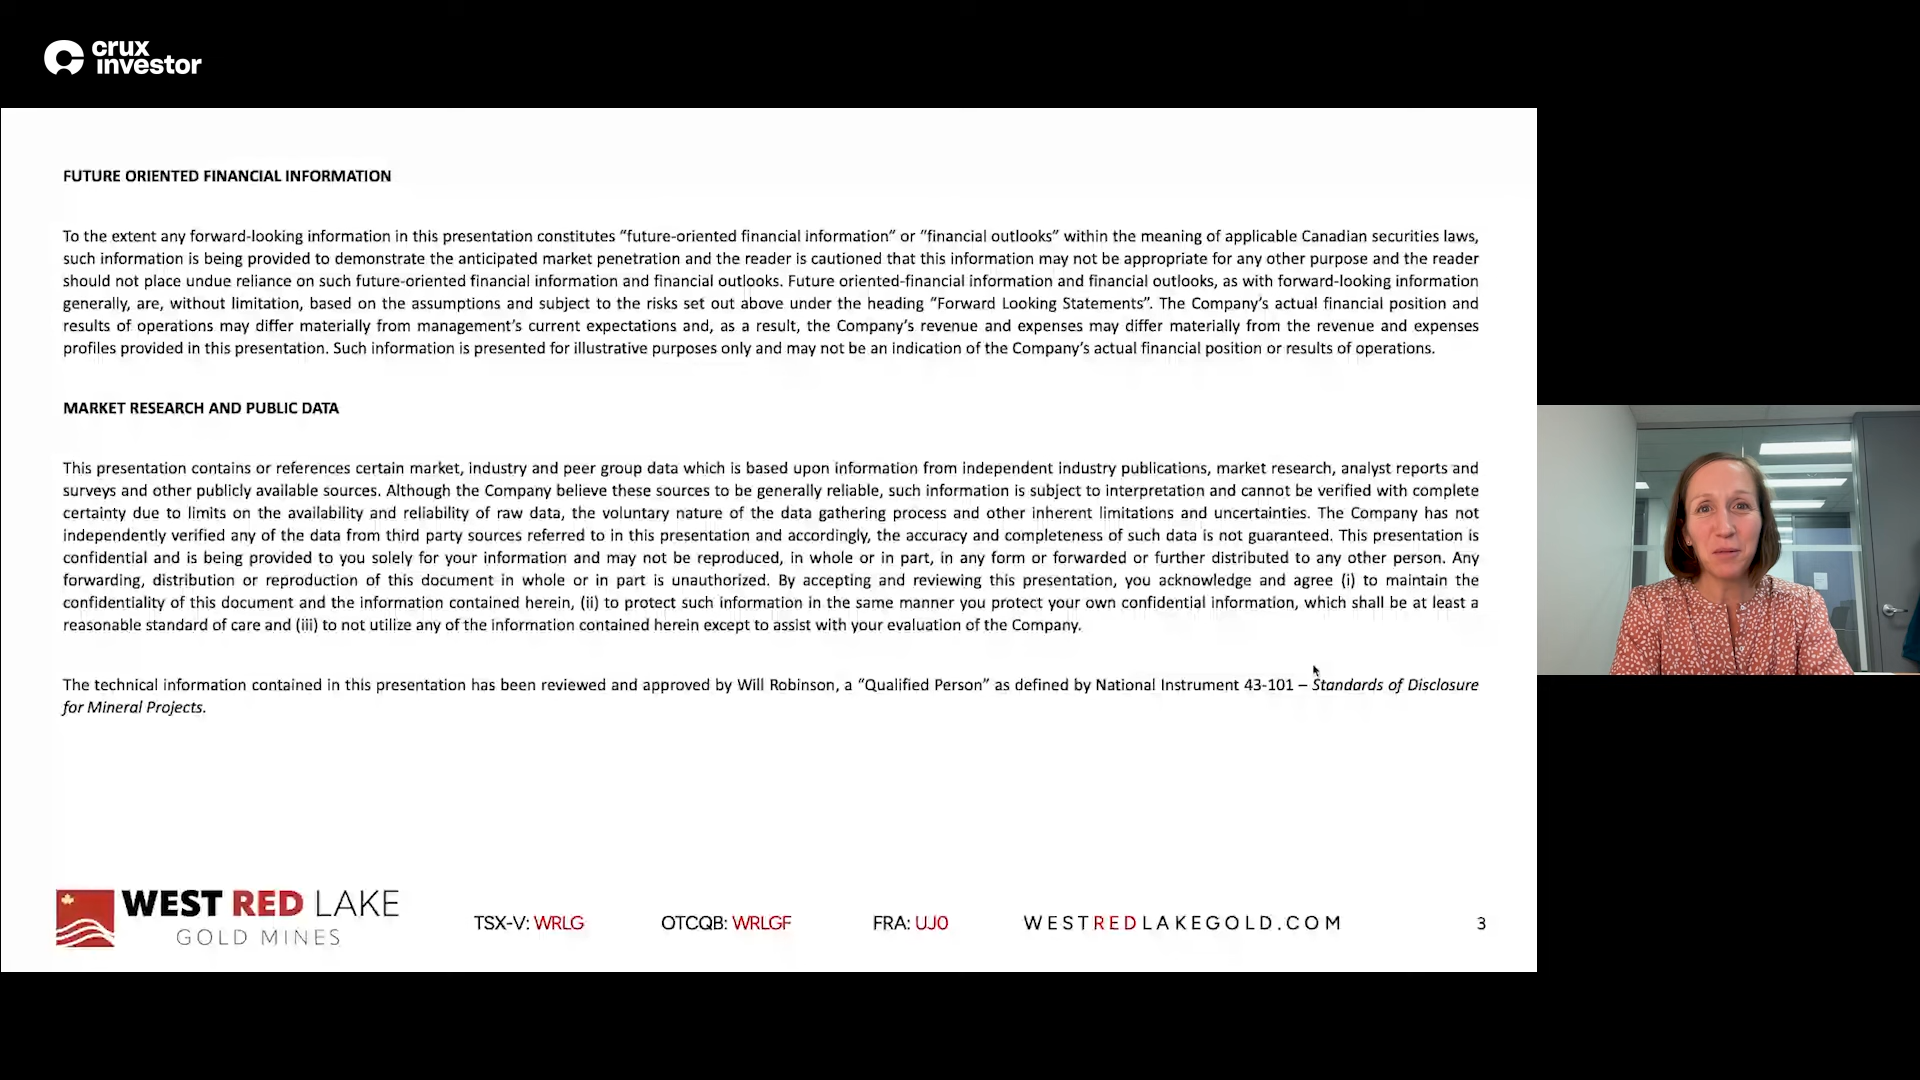 crux
investor
FUTURE ORIENTED FINANCIAL INFORMATION
To the extent any forward-looking information in this presentation constitutes “future-oriented financial information” or “financial outlooks” within the meaning of applicable Canadian securities laws,
such information is being provided to demonstrate the anticipated market penetration and the reader is cautioned that this information may not be appropriate for any other purpose and the reader
should not place undue reliance on such future-oriented financial information and financial outlooks. Future oriented-financial information and financial outlooks, as with forward-looking information
generally, are, without limitation, based on the assumptions and subject to the risks set out above under the heading “Forward Looking Statements”. The Company’s actual financial position and
results of operations may differ materially from management’s current expectations and, as a result, the Company’s revenue and expenses may differ materially from the revenue and expenses
profiles provided in this presentation. Such information is presented for illustrative purposes only and may not be an indication of the Company’s actual financial position or results of operations.
MARKET RESEARCH AND PUBLIC DATA
This presentation contains or references certain market, industry and peer group data which is based upon information from independent industry publications, market research, analyst reports and
surveys and other publicly available sources. Although the Company believe these sources to be generally reliable, such information is subject to interpretation and cannot be verified with complete
certainty due to limits on the availability and reliability of raw data, the voluntary nature of the data gathering process and other inherent limitations and uncertainties. The Company has not
independently verified any of the data from third party sources referred to in this presentation and accordingly, the accuracy and completeness of such data is not guaranteed. This presentation is
confidential and is being provided to you solely for your information and may not be reproduced, in whole or in part, in any form or forwarded or further distributed to any other person. Any
forwarding, distribution or reproduction of this document in whole or in part is unauthorized. By accepting and reviewing this presentation, you acknowledge and agree (i) to maintain the
confidentiality of this document and the information contained herein, (ii) to protect such information in the same manner you protect your own confidential information, which shall be at least a
reasonable standard of care and (iii) to not utilize any of the information contained herein except to assist with your evaluation of the Company.
The technical information contained in this presentation has been reviewed and approved by Will Robinson, a “Qualified Person” as defined by National Instrument 43-101 – Standards of Disclosure
for Mineral Projects.
WEST RED LAKE
GOLD MINES
TSX-V: WRLG
OTCQB: WRLGF
FRA: UJ0
WESTREDLAKEGOLD.COM
3